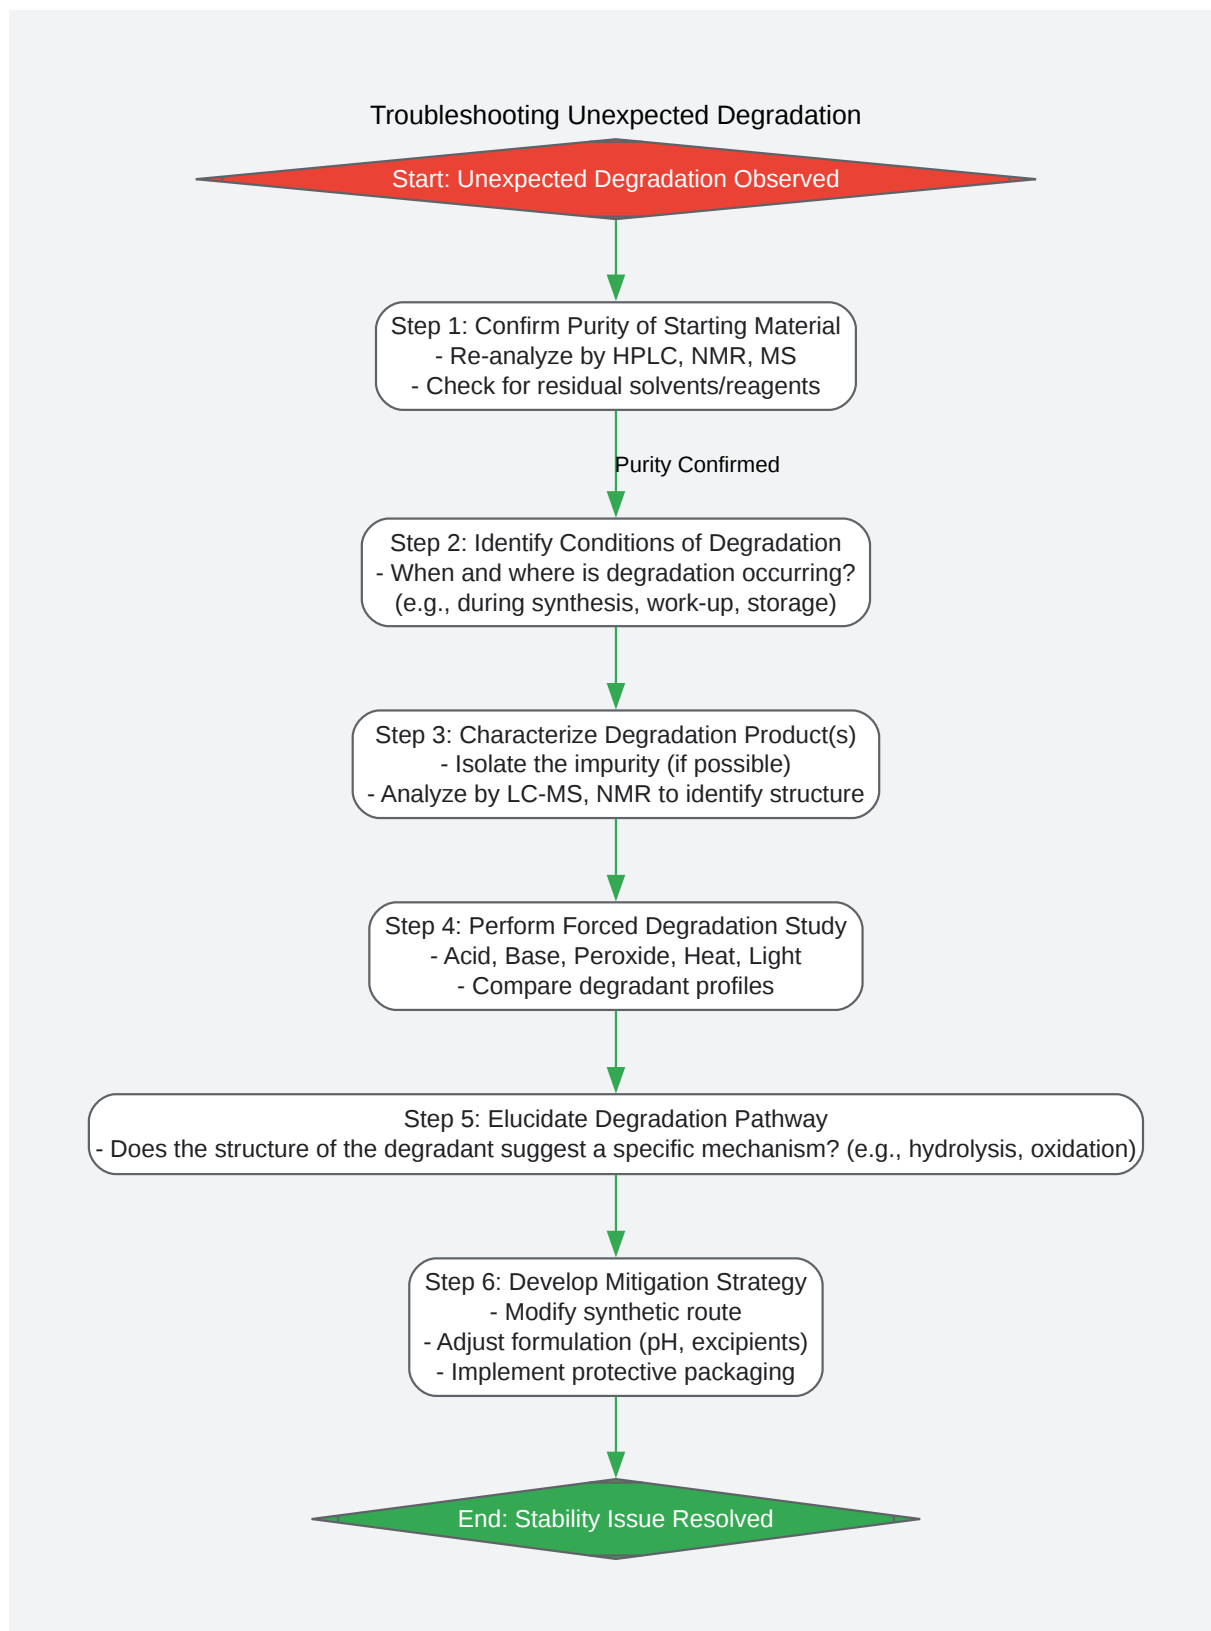 Troubleshooting Unexpected Degradation
Start: Unexpected Degradation Observed
Step 1: Confirm Purity of Starting Material
- Re-analyze by HPLC, NMR, MS
- Check for residual solvents/reagents
Purity Confirmed
Step 2: Identify Conditions of Degradation
- When and where is degradation occurring?
(e.g., during synthesis, work-up, storage)
Step 3: Characterize Degradation Product(s)
- Isolate the impurity (if possible)
- Analyze by LC-MS, NMR to identify structure
Step 4: Perform Forced Degradation Study
- Acid, Base, Peroxide, Heat, Light
- Compare degradant profiles
Step 5: Elucidate Degradation Pathway
- Does the structure of the degradant suggest a specific mechanism? (e.g., hydrolysis, oxidation)
Step 6: Develop Mitigation Strategy
- Modify synthetic route
- Adjust formulation (pH, excipients)
- Implement protective packaging
End: Stability Issue Resolved